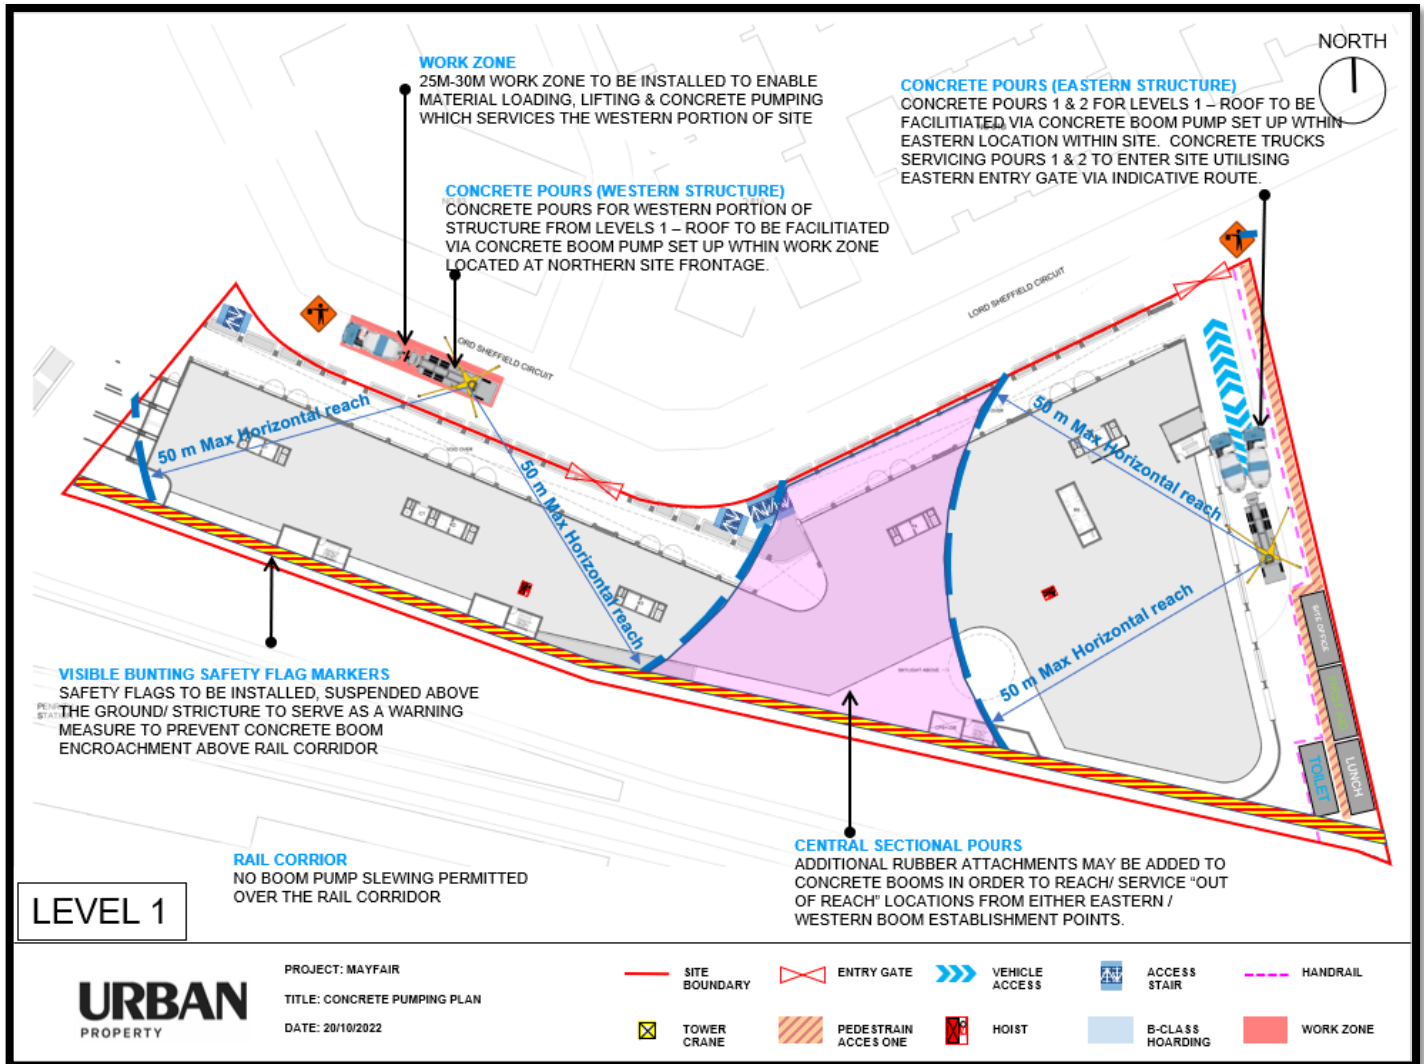 NORTH
WORK ZONE
25M-30M WORK ZONE TO BE INSTALLED TO ENABLE
MATERIAL LOADING, LIFTING & CONCRETE PUMPING
WHICH SERVICES THE WESTERN PORTION OF SITE
CONCRETE POURS (EASTERN STRUCTURE)
CONCRETE POURS 1 & 2 FOR LEVELS 1 – ROOF TO BE
FACILITIATED VIA CONCRETE BOOM PUMP SET UP WTHIN
EASTERN LOCATION WITHIN SITE. CONCRETE TRUCKS
SERVICING POURS 1 & 2 TO ENTER SITE UTILISING
EASTERN ENTRY GATE VIA INDICATIVE ROUTE.
CONCRETE POURS (WESTERN STRUCTURE)
CONCRETE POURS FOR WESTERN PORTION OF
STRUCTURE FROM LEVELS 1 – ROOF TO BE FACILITIATED
VIA CONCRETE BOOM PUMP SET UP WTHIN WORK ZONE
LOCATED AT NORTHERN SITE FRONTAGE.
LORD SHEFFIELD CIRCUIT
ORD SHEFFIELD CIRCUIT
50 m Max Horizontal reach
50 m Max Horizontal reach
50 m Max Horizontal reach
50 m Max Horizontal reach
VOID OVER
SKYLIGHT ABOVE
SITE OFFICE
FIRST AID
LUNCH
TOILET
VISIBLE BUNTING SAFETY FLAG MARKERS
SAFETY FLAGS TO BE INSTALLED, SUSPENDED ABOVE
THE GROUND/ STRICTURE TO SERVE AS A WARNING
MEASURE TO PREVENT CONCRETE BOOM
ENCROACHMENT ABOVE RAIL CORRIDOR
RAIL CORRIOR
NO BOOM PUMP SLEWING PERMITTED
OVER THE RAIL CORRIDOR
CENTRAL SECTIONAL POURS
ADDITIONAL RUBBER ATTACHMENTS MAY BE ADDED TO
CONCRETE BOOMS IN ORDER TO REACH/ SERVICE “OUT
OF REACH” LOCATIONS FROM EITHER EASTERN /
WESTERN BOOM ESTABLISHMENT POINTS.
LEVEL 1
URBAN
PROPERTY
PROJECT: MAYFAIR
TITLE: CONCRETE PUMPING PLAN
DATE: 20/10/2022
SITE
BOUNDARY
ENTRY GATE
VEHICLE
ACCESS
ACCESS
STAIR
HANDRAIL
TOWER
CRANE
PEDESTRAIN
ACCES ONE
HOIST
B-CLASS
HOARDING
WORK ZONE